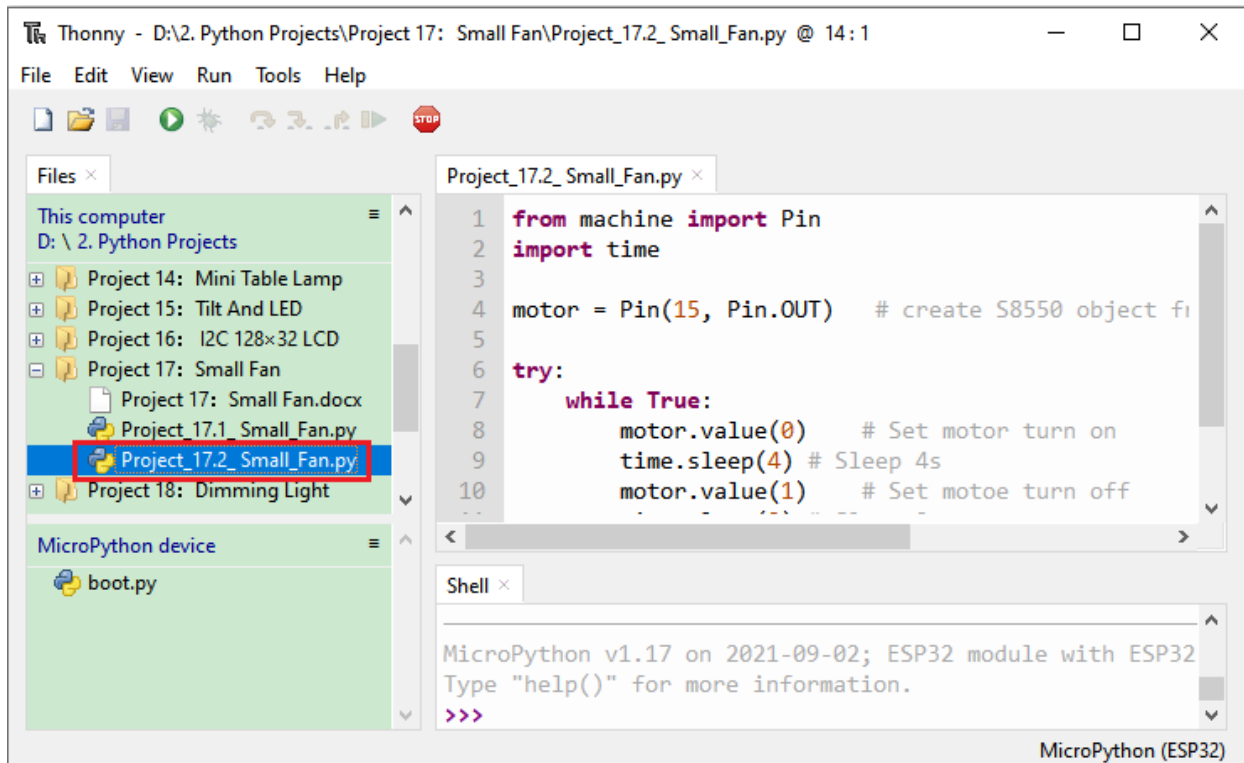 Thonny - D:\2. Python Projects\Project 17: Small Fan\Project_17.2_ Small_Fan.py @ 14 : 1
File Edit View Run Tools Help
STOP
Files
This computer
D: \ 2. Python Projects
Project 14: Mini Table Lamp
Project 15: Tilt And LED
Project 16: I2C 128×32 LCD
Project 17: Small Fan
Project 17: Small Fan.docx
Project_17.1_ Small_Fan.py
Project_17.2_ Small_Fan.py
Project 18: Dimming Light
MicroPython device
boot.py
Project_17.2_ Small_Fan.py
1 from machine import Pin
2 import time
3
4 motor = Pin(15, Pin.OUT) # create S8550 object
5
6 try:
7 while True:
8 motor.value(0) # Set motor turn on
9 time.sleep(4) # Sleep 4s
10 motor.value(1) # Set motoe turn off
Shell
MicroPython v1.17 on 2021-09-02; ESP32 module with ESP32
Type "help()" for more information.
>>>
MicroPython (ESP32)